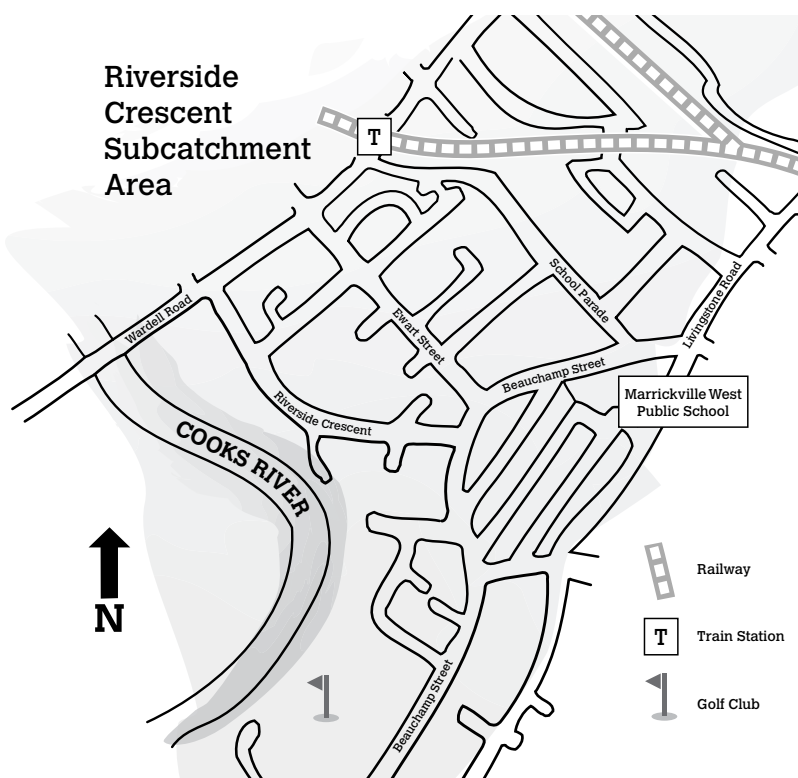 Riverside
Crescent
Subcatchment
Area
T
School Parade
Livingstone Road
Wardell Road
Ewart Street
Beauchamp Street
Marrickville West
Public School
Riverside Crescent
COOKS RIVER
N
Railway
T
Train Station
Golf Club
Beauchamp Street